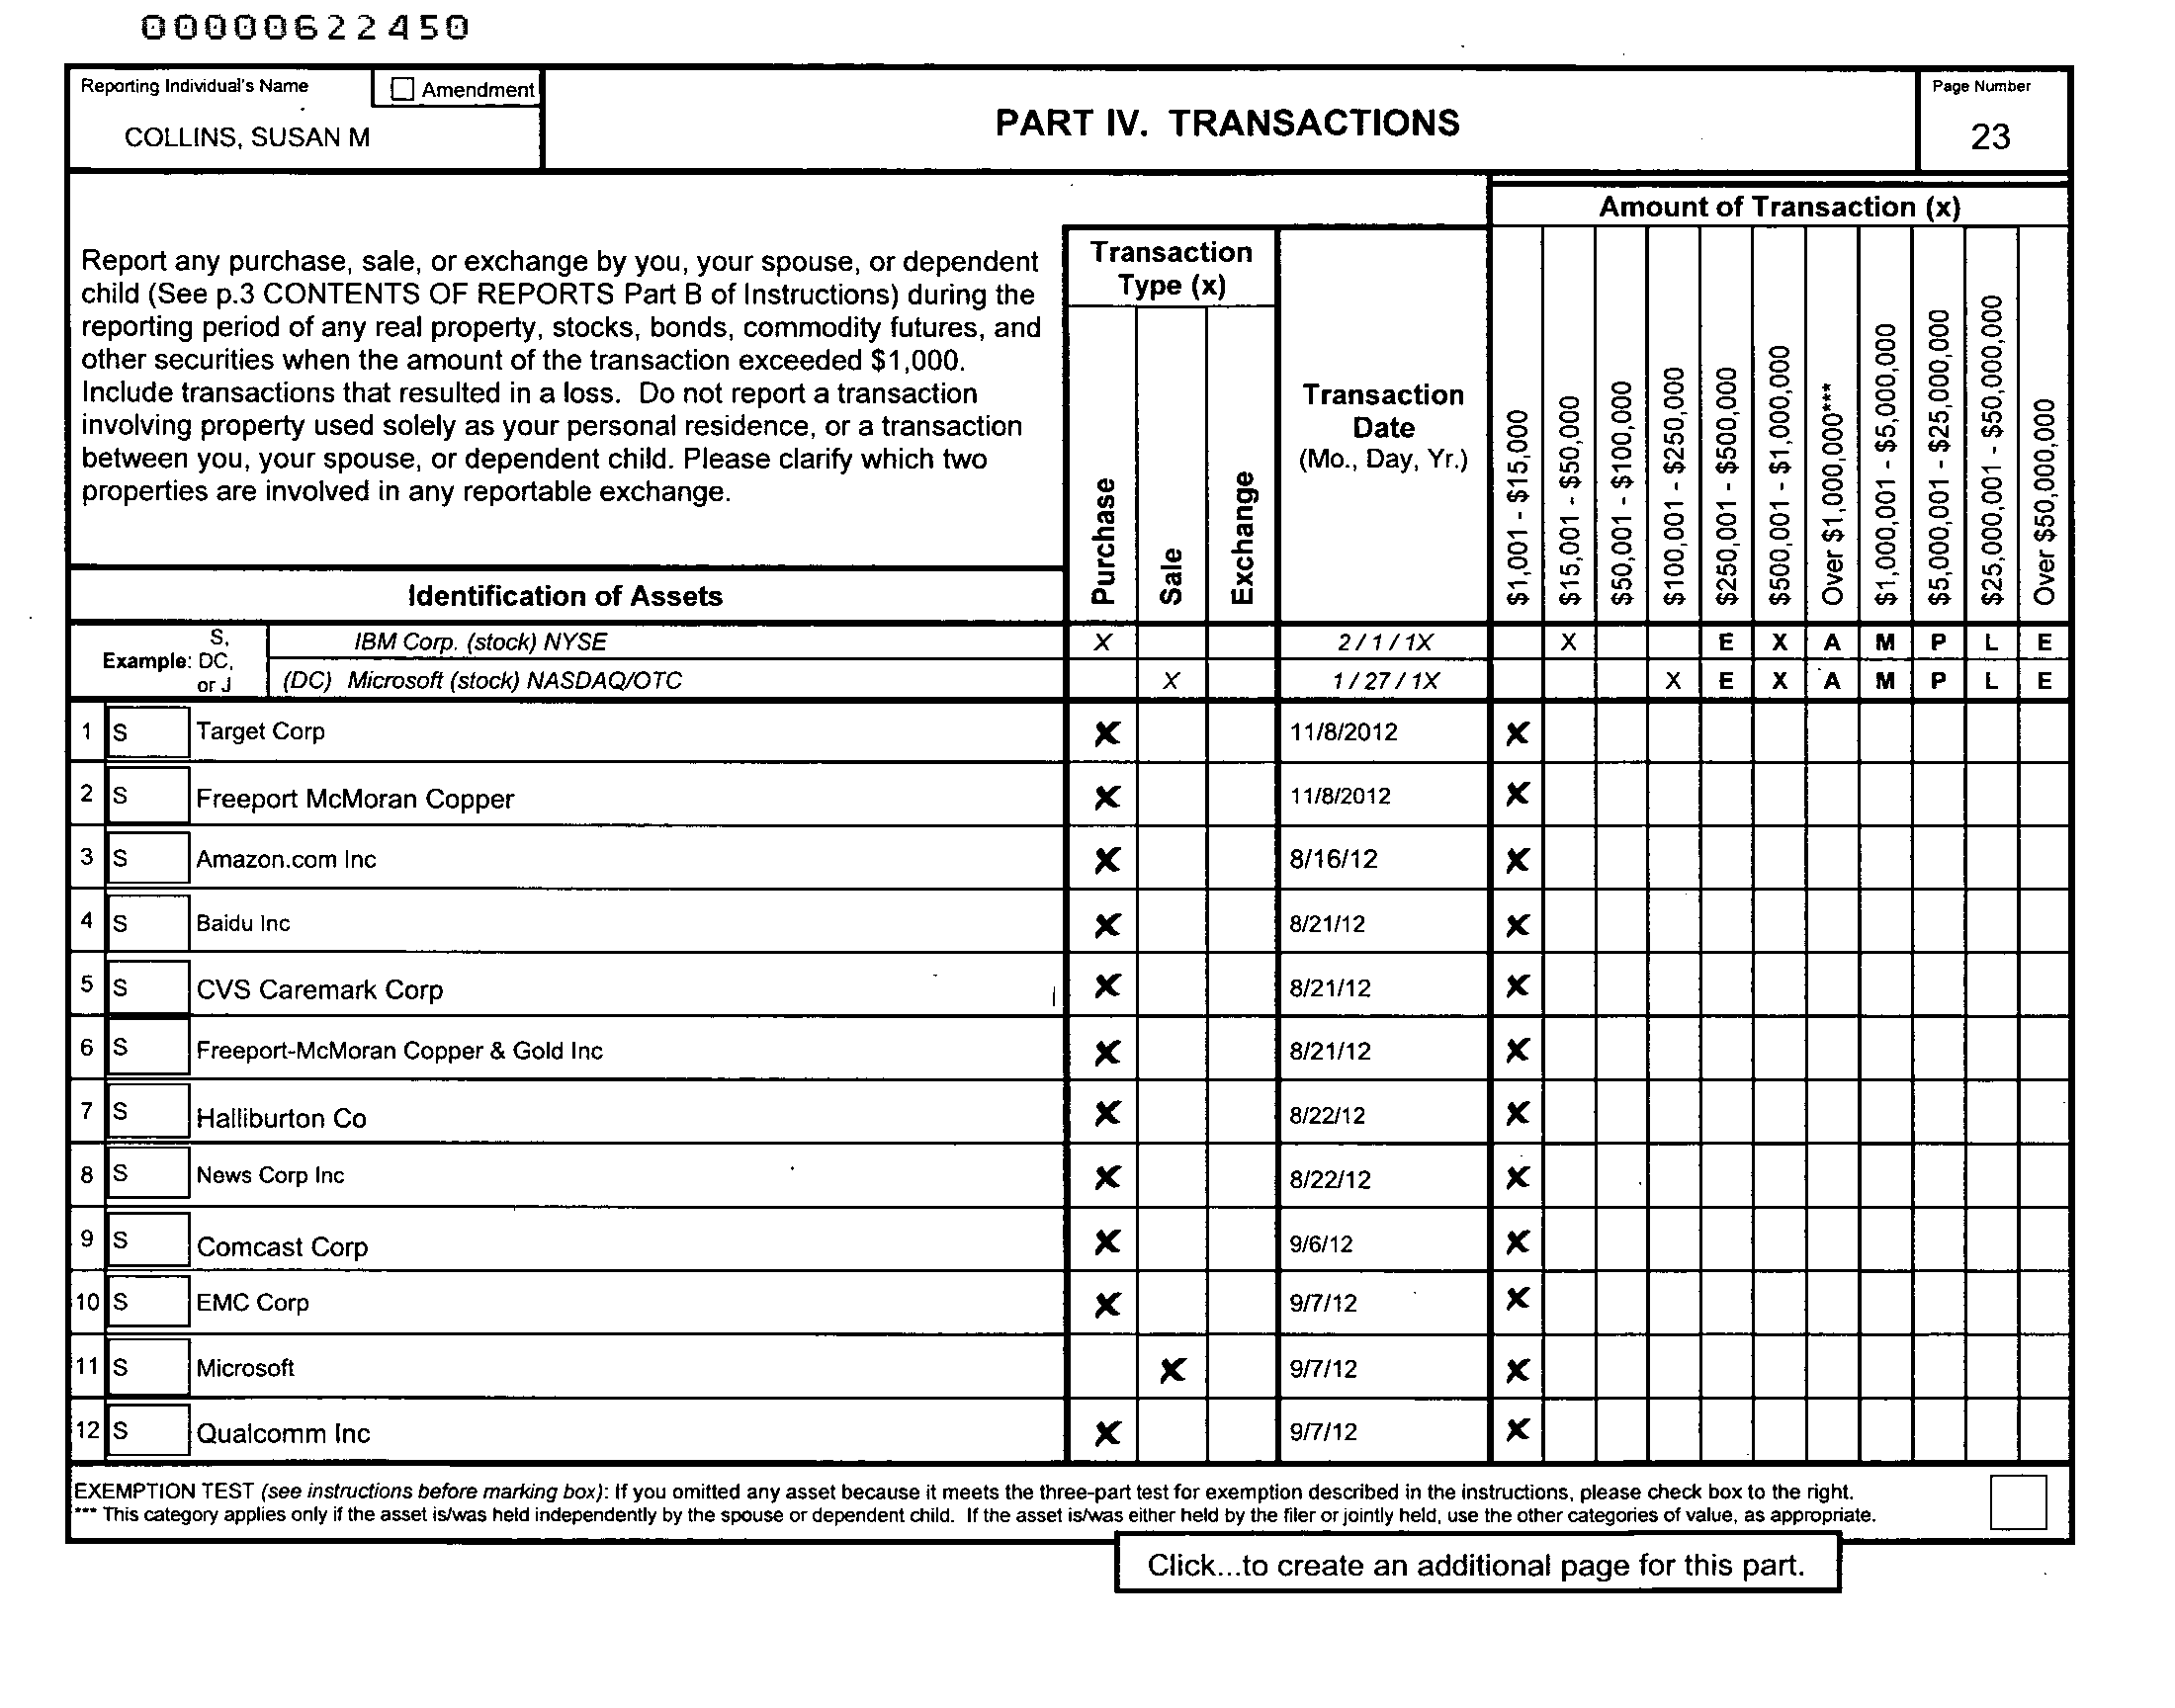 00000622450
Reporting Individual's Name
Amendment
COLLINS, SUSAN M
PART IV. TRANSACTIONS
Page Number
23
Report any purchase, sale, or exchange by you, your spouse, or dependent
child (See p.3 CONTENTS OF REPORTS Part B of Instructions) during the
reporting period of any real property, stocks, bonds, commodity futures, and
other securities when the amount of the transaction exceeded $1,000.
Include transactions that resulted in a loss. Do not report a transaction
involving property used solely as your personal residence, or a transaction
between you, your spouse, or dependent child. Please clarify which two
properties are involved in any reportable exchange.
Identification of Assets
Transaction
Type (x)
Purchase
Sale
Exchange
Transaction
Date
(Mo., Day, Yr.)
Amount of Transaction (x)
$1,001 - $15,000
$15,001 - $50,000
$50,001 - $100,000
$100,001 - $250,000
$250,001 - $500,000
$500,001 - $1,000,000
Over $1,000,000***
$1,000,001 - $5,000,000
$5,000,001 - $25,000,000
$25,000,001 - $50,000,000
Over $50,000,000
Example: S, DC, or J
IBM Corp. (stock) NYSE X 2 / 1 / 1X X E X A M P L E
(DC) Microsoft (stock) NASDAQ/OTC X 1 / 27 / 1X X E X A M P L E
1 S Target Corp X 11/8/2012 X
2 S Freeport McMoran Copper X 11/8/2012 X
3 S Amazon.com Inc X 8/16/12 X
4 S Baidu Inc X 8/21/12 X
5 S CVS Caremark Corp X 8/21/12 X
6 S Freeport-McMoran Copper & Gold Inc X 8/21/12 X
7 S Halliburton Co X 8/22/12 X
8 S News Corp Inc X 8/22/12 X
9 S Comcast Corp X 9/6/12 X
10 S EMC Corp X 9/7/12 X
11 S Microsoft X 9/7/12 X
12 S Qualcomm Inc X 9/7/12 X
EXEMPTION TEST (see instructions before marking box): If you omitted any asset because it meets the three-part test for exemption described in the instructions, please check box to the right.
*** This category applies only if the asset is/was held independently by the spouse or dependent child. If the asset is/was either held by the filer or jointly held, use the other categories of value, as appropriate.
Click...to create an additional page for this part.